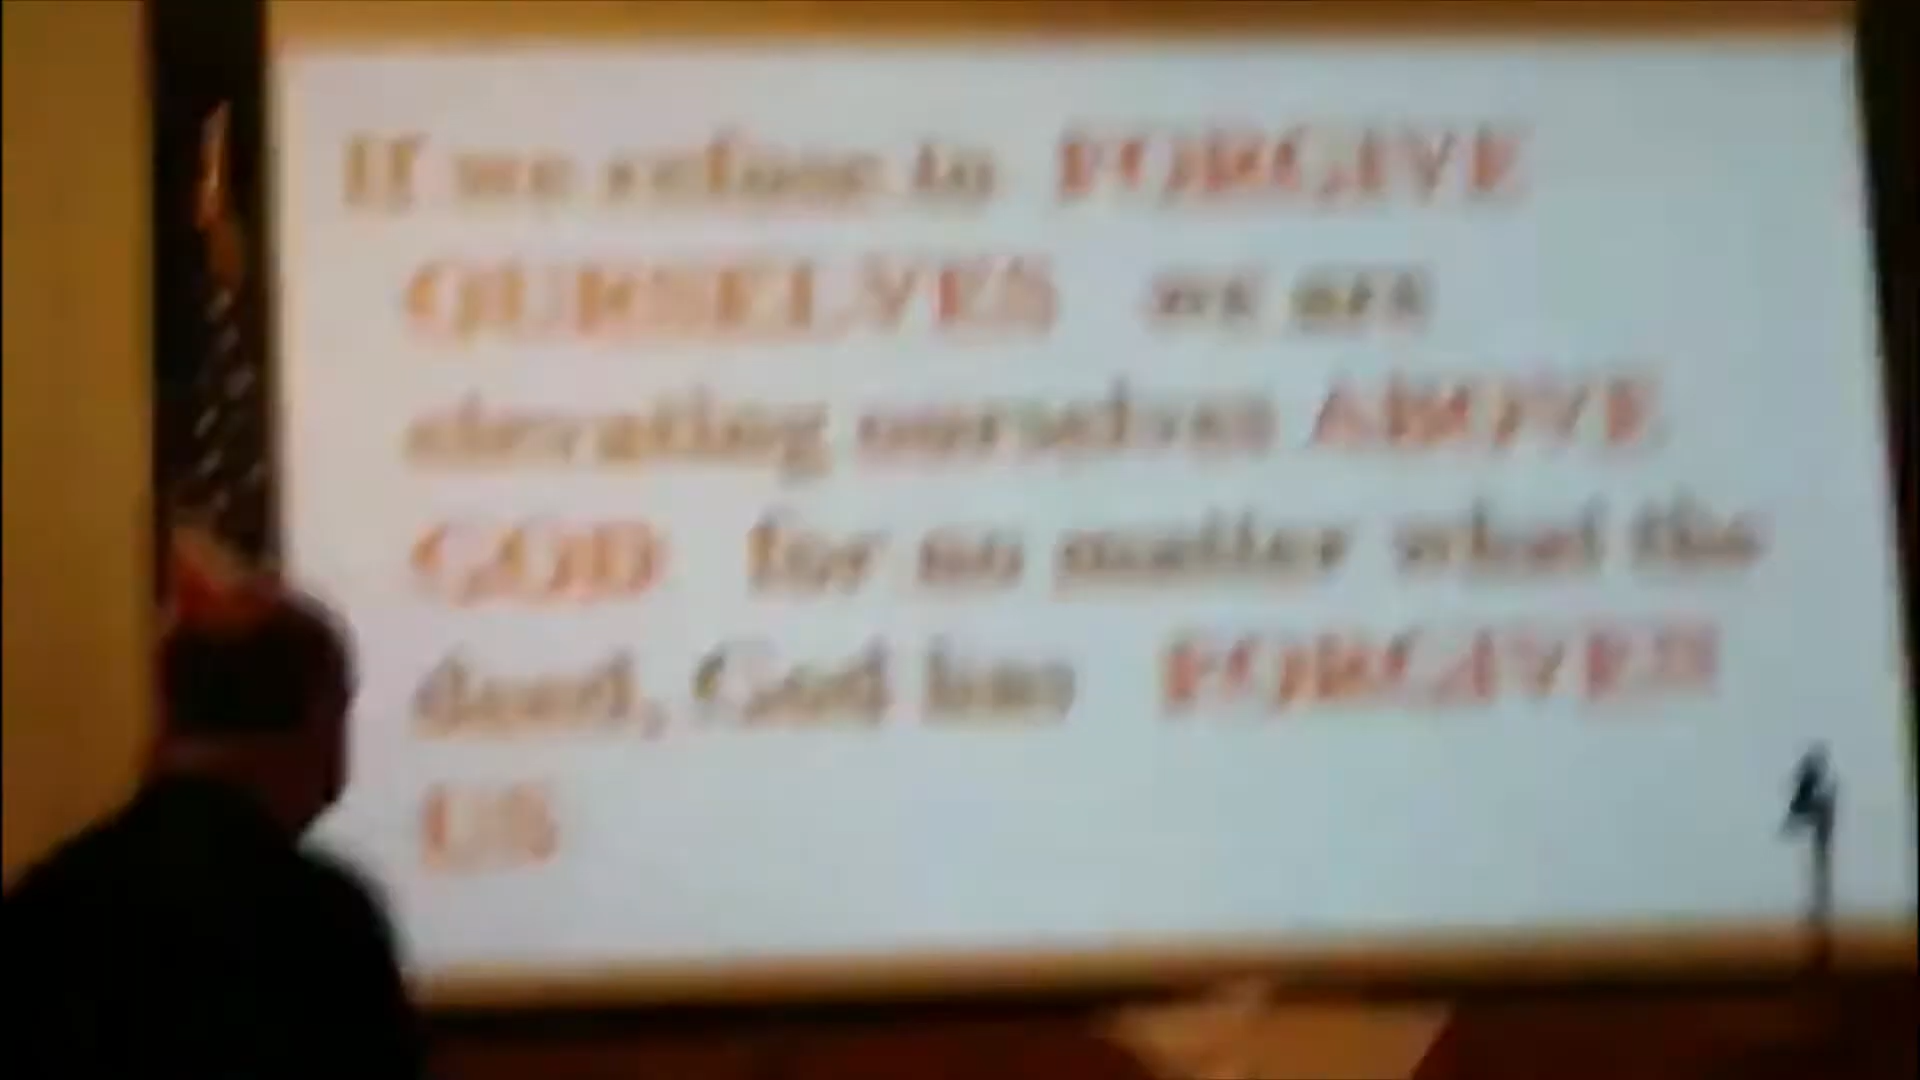 If we refuse to FORGIVE
OURSELVES we are
elevating ourselves ABOVE
GOD for no matter what the
deed, God has FORGIVEN
US